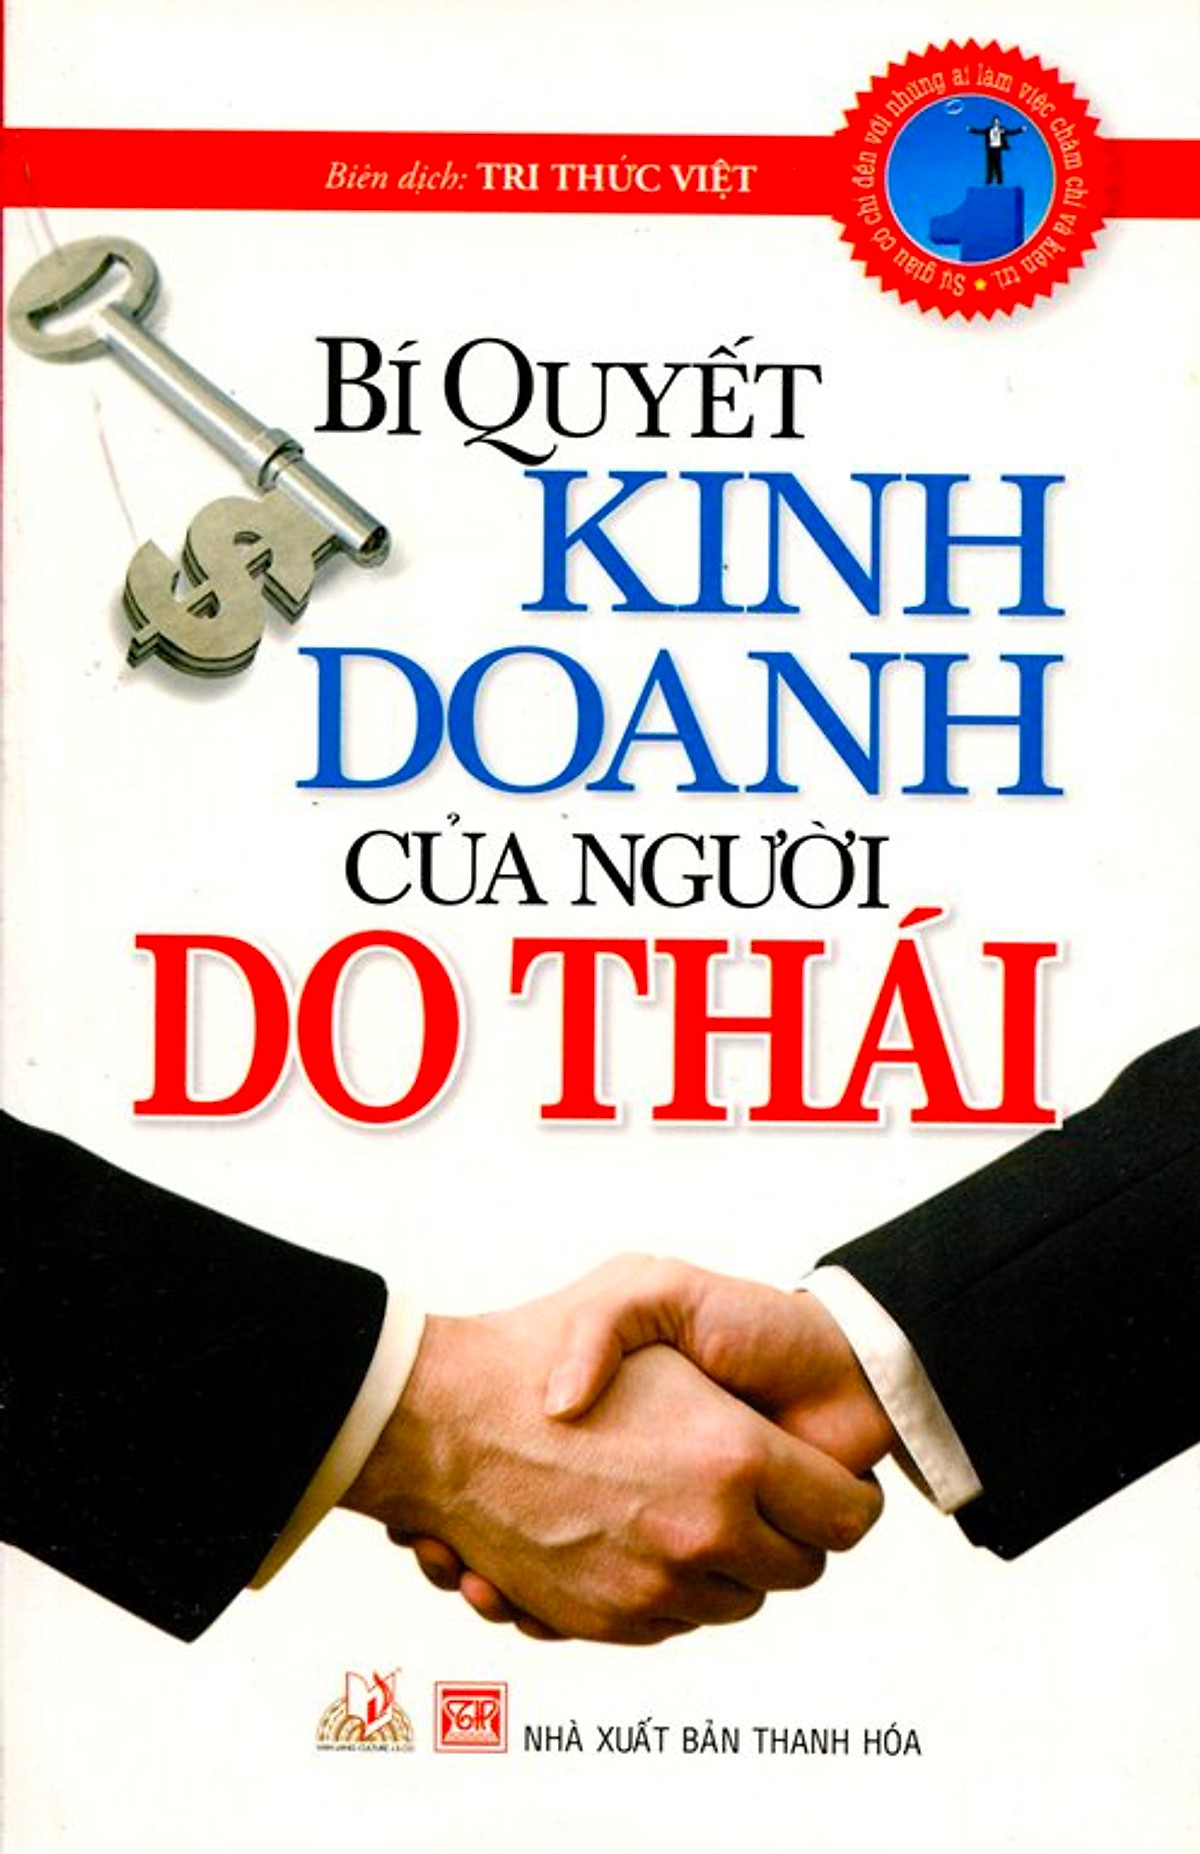 Biên dịch: TRI THỨC VIỆT
Sự giàu có chỉ đến với những ai làm việc chăm chỉ và kiên trì.
BÍ QUYẾT
KINH
DOANH
CỦA NGƯỜI
DO THÁI
NHÀ XUẤT BẢN THANH HÓA